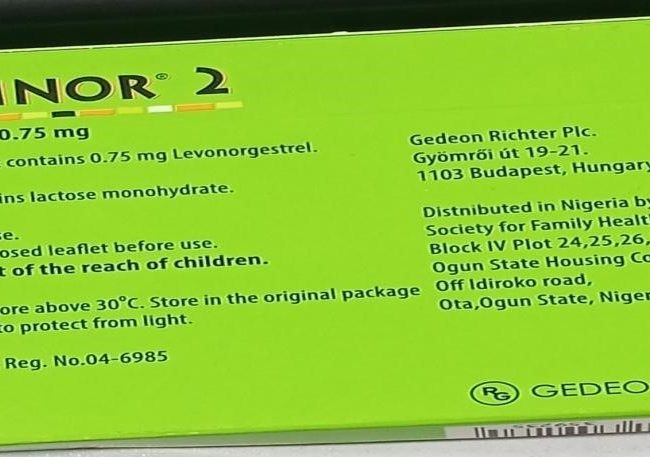 INOR® 2
0.75 mg
contains 0.75 mg Levonorgestrel.
ins lactose monohydrate.
se.
osed leaflet before use.
t of the reach of children.
ore above 30°C. Store in the original package
to protect from light.
Reg. No.04-6985
Gedeon Richter Plc.
Gyömrői út 19-21.
1103 Budapest, Hungary
Distnibuted in Nigeria by
Society for Family Healt
Block IV Plot 24,25,26,
Ogun State Housing Co
Off Idiroko road,
Ota,Ogun State, Niger
RG GEDEO